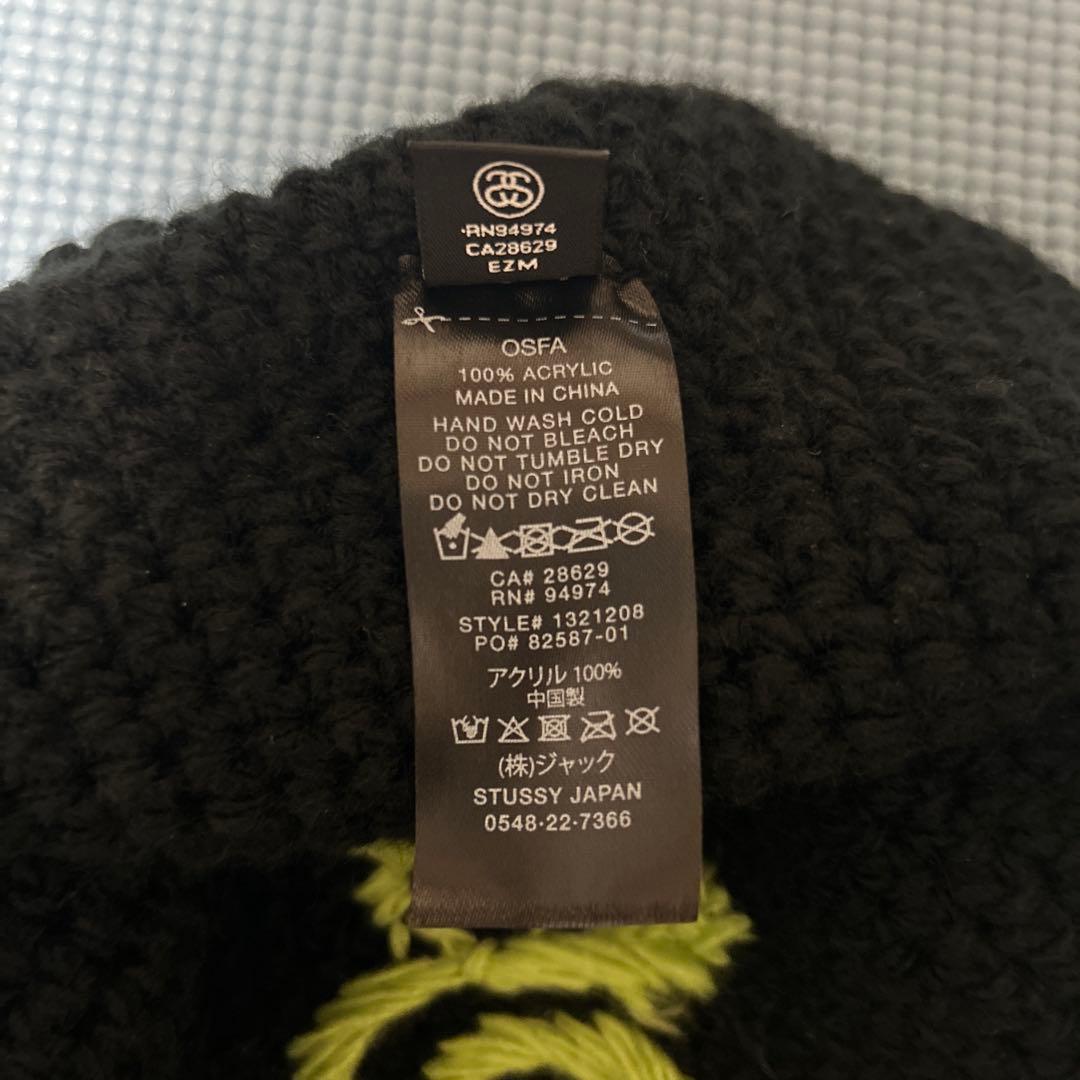 RN94974
CA28629
EZM
OSFA
100% ACRYLIC
MADE IN CHINA
HAND WASH COLD
DO NOT BLEACH
DO NOT TUMBLE DRY
DO NOT IRON
DO NOT DRY CLEAN
CA# 28629
RN# 94974
STYLE# 1321208
PO# 82587-01
アクリル 100%
中国製
(株)ジャック
STUSSY JAPAN
0548·22·7366